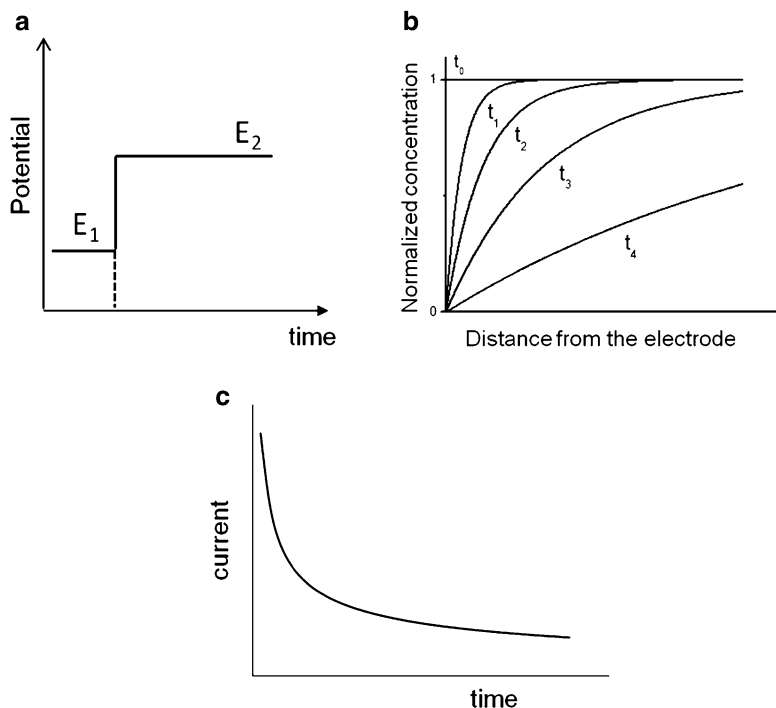 a
Potential
E₁
E₂
time
b
Normalized concentration
1
0
t₀
t₁
t₂
t₃
t₄
Distance from the electrode
c
current
time